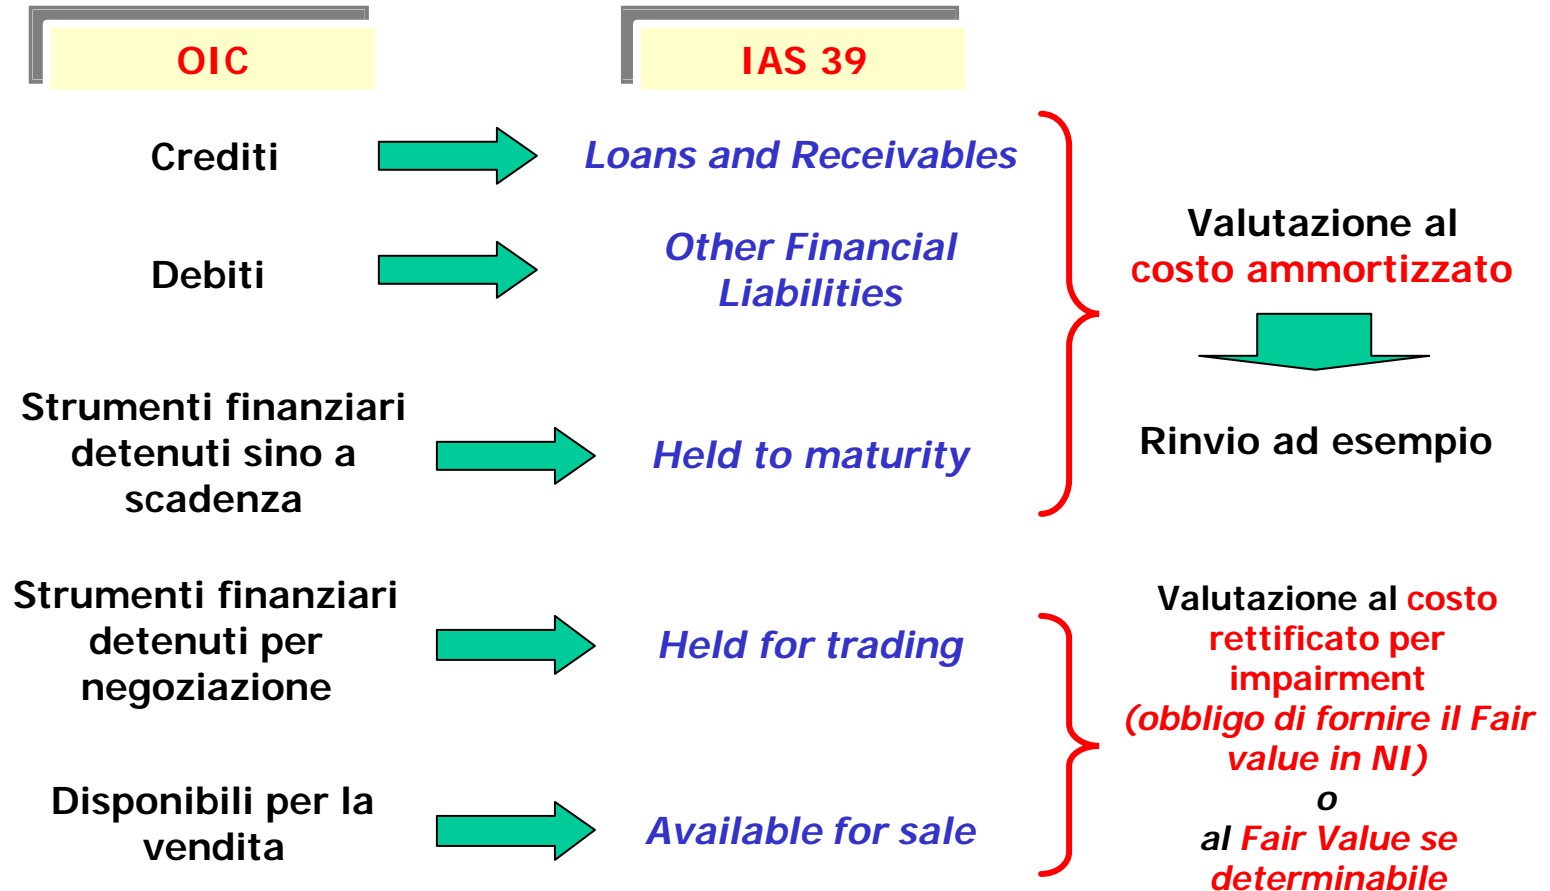 OIC
IAS 39
Crediti
Loans and Receivables
Debiti
Other Financial
Liabilities
Strumenti finanziari
detenuti sino a
scadenza
Held to maturity
Valutazione al
costo ammortizzato
Rinvio ad esempio
Strumenti finanziari
detenuti per
negoziazione
Held for trading
Disponibili per la
vendita
Available for sale
Valutazione al costo
rettificato per
impairment
(obbligo di fornire il Fair
value in NI)
o
al Fair Value se
determinabile